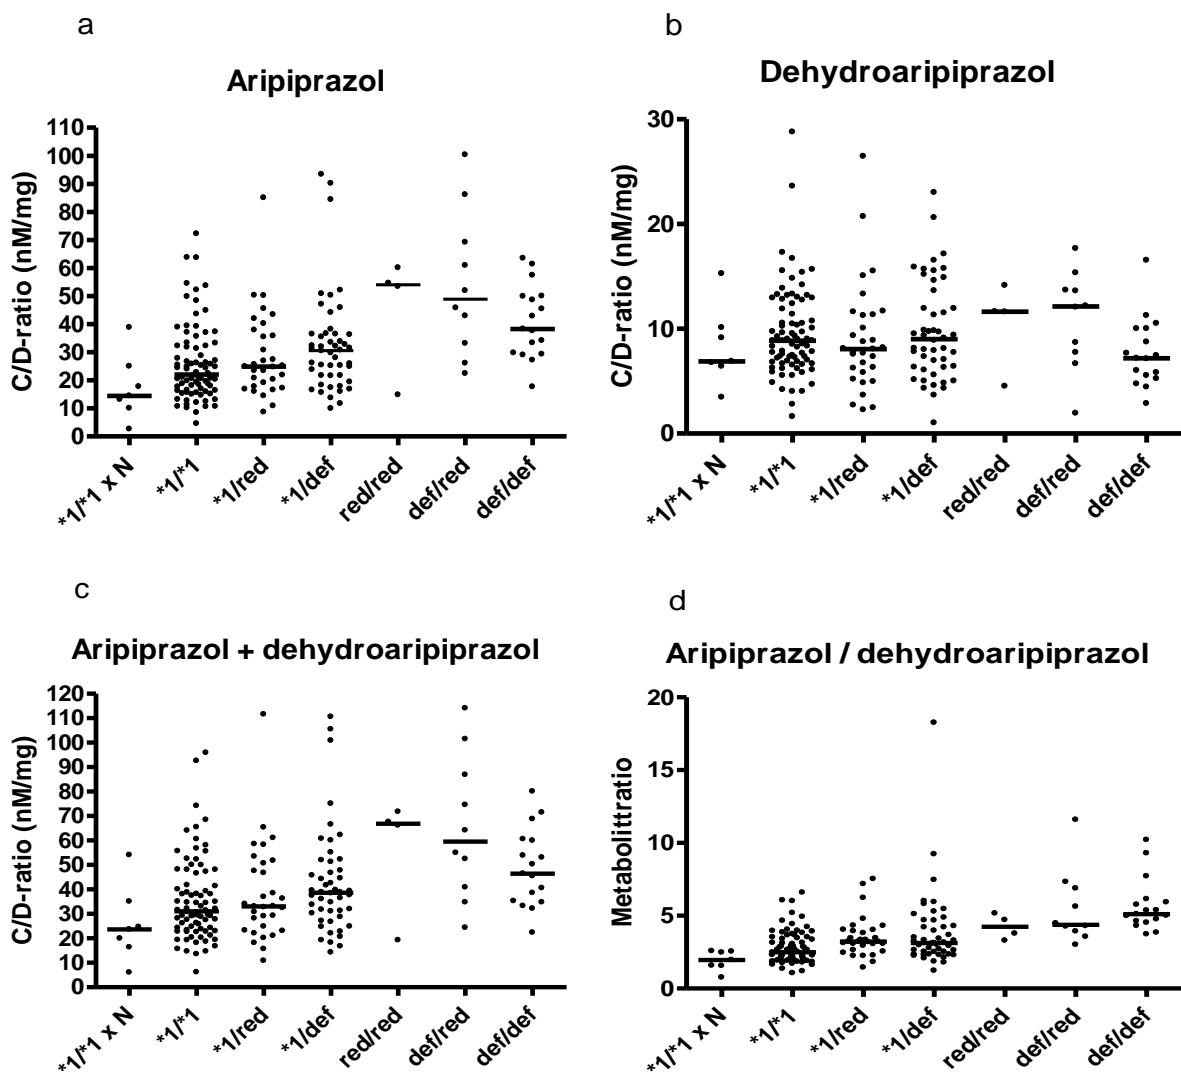 a
Aripiprazol
C/D-ratio (nM/mg)
110
100
90
80
70
60
50
40
30
20
10
0
*1/*1 x N
*1/*1
*1/red
*1/def
red/red
def/red
def/def
b
Dehydroaripiprazol
C/D-ratio (nM/mg)
30
20
10
0
*1/*1 x N
*1/*1
*1/red
*1/def
red/red
def/red
def/def
c
Aripiprazol + dehydroaripiprazol
C/D-ratio (nM/mg)
120
110
100
90
80
70
60
50
40
30
20
10
0
*1/*1 x N
*1/*1
*1/red
*1/def
red/red
def/red
def/def
d
Aripiprazol / dehydroaripiprazol
Metabolittratio
20
15
10
5
0
*1/*1 x N
*1/*1
*1/red
*1/def
red/red
def/red
def/def